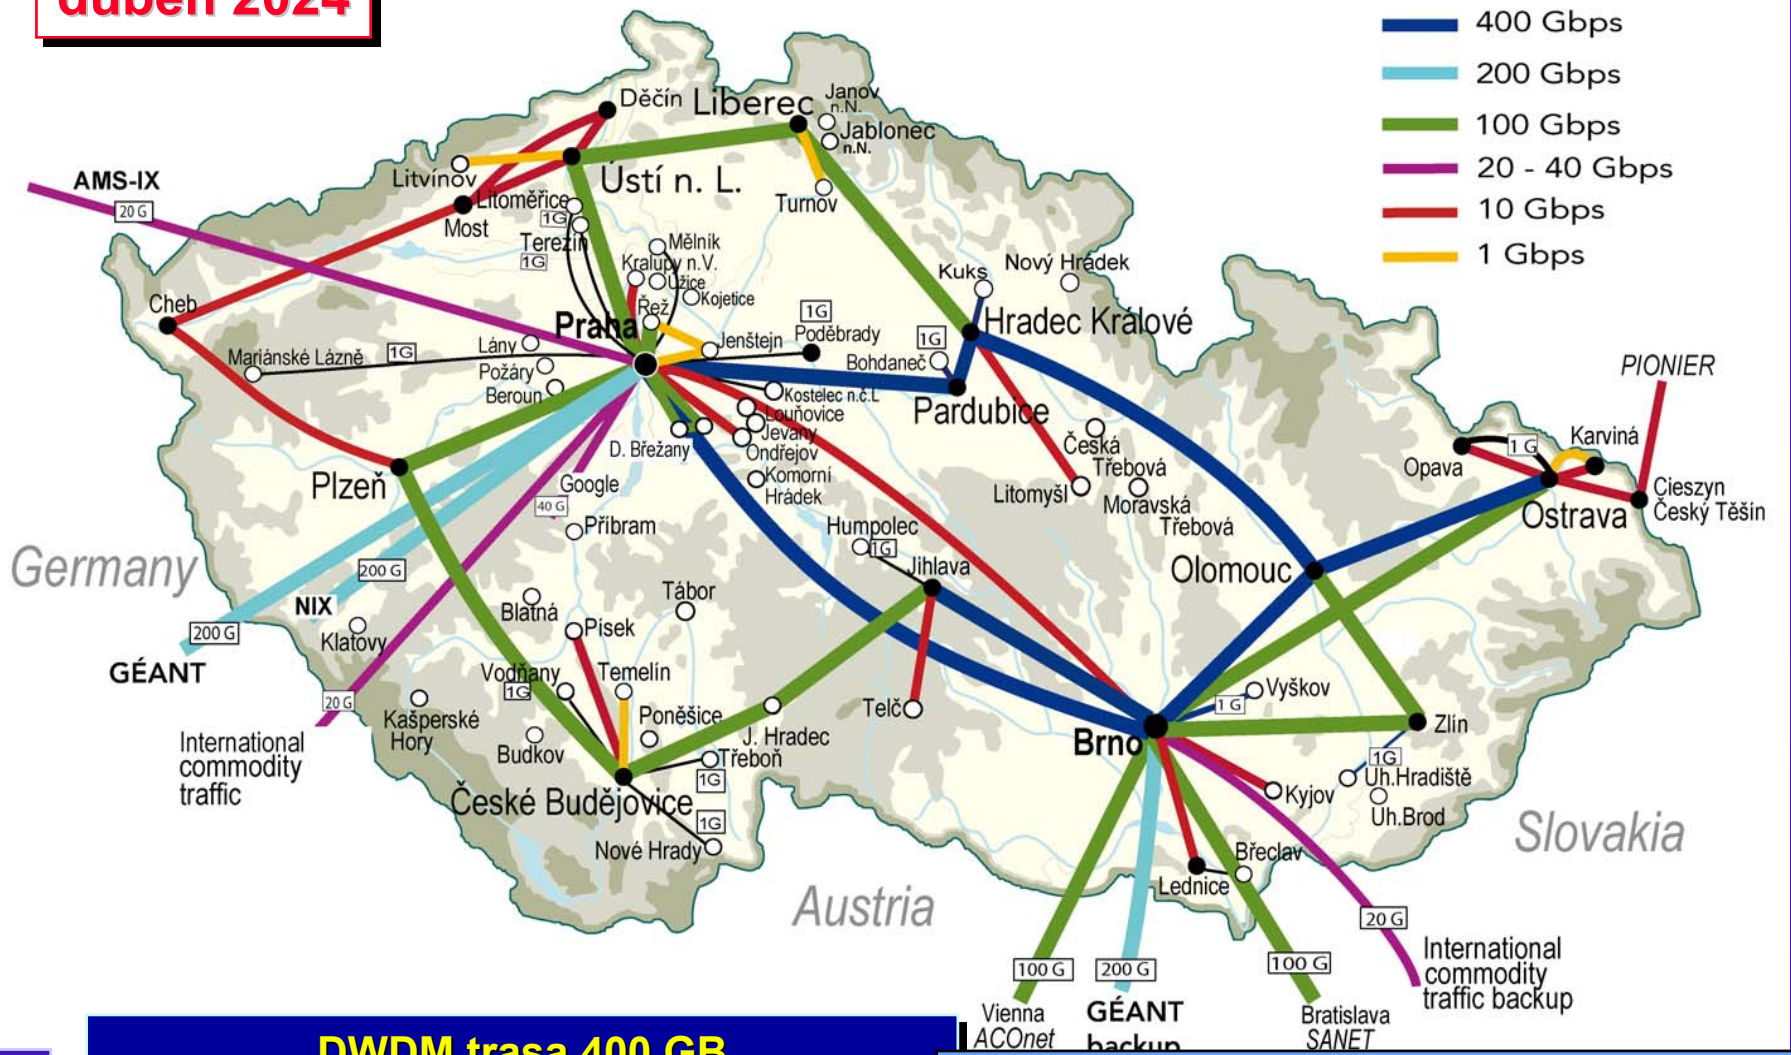 duben 2024
400 Gbps
200 Gbps
100 Gbps
20 - 40 Gbps
10 Gbps
1 Gbps
Děčín
Liberec
Janov
n.N.
Jablonec
n.N.
AMS-IX
20 G
Litvínov
Ústí n. L.
Turnov
Most
Litoměřice
1G
Terezín
1G
Mělník
Kralupy n.V.
Úžice
Kojetice
Řež
Kuks
Nový Hrádek
Cheb
Praha
Hradec Králové
1G
Poděbrady
1G
Bohdaneč
Jenštejn
Lány
Mariánské Lázně
1G
Požáry
Beroun
Kostelec n.č.L
Louňovice
Jevany
Ondřejov
D. Břežany
Pardubice
PIONIER
Komorní
Hrádek
Česká
Třebová
Litomyšl
Moravská
Třebová
Opava
1 G
Karviná
Cieszyn
Český Těšín
Ostrava
Plzeň
Google
40 G
Příbram
Humpolec
1G
Jihlava
Olomouc
Germany
200 G
NIX
200 G
Klatovy
GÉANT
Blatná
Písek
Tábor
Vodňany
1G
Temelín
Poněšice
Telč
20 G
Kašperské
Hory
Budkov
J. Hradec
Třeboň
1G
International
commodity
traffic
České Budějovice
1G
Nové Hrady
Vyškov
1 G
Brno
Zlín
1G
Uh.Hradiště
Uh.Brod
Kyjov
Břeclav
Lednice
Slovakia
Austria
20 G
International
commodity
traffic backup
100 G
200 G
100 G
Vienna
ACOnet
GÉANT
backup
Bratislava
SANET
DWDM trasa 400 GB